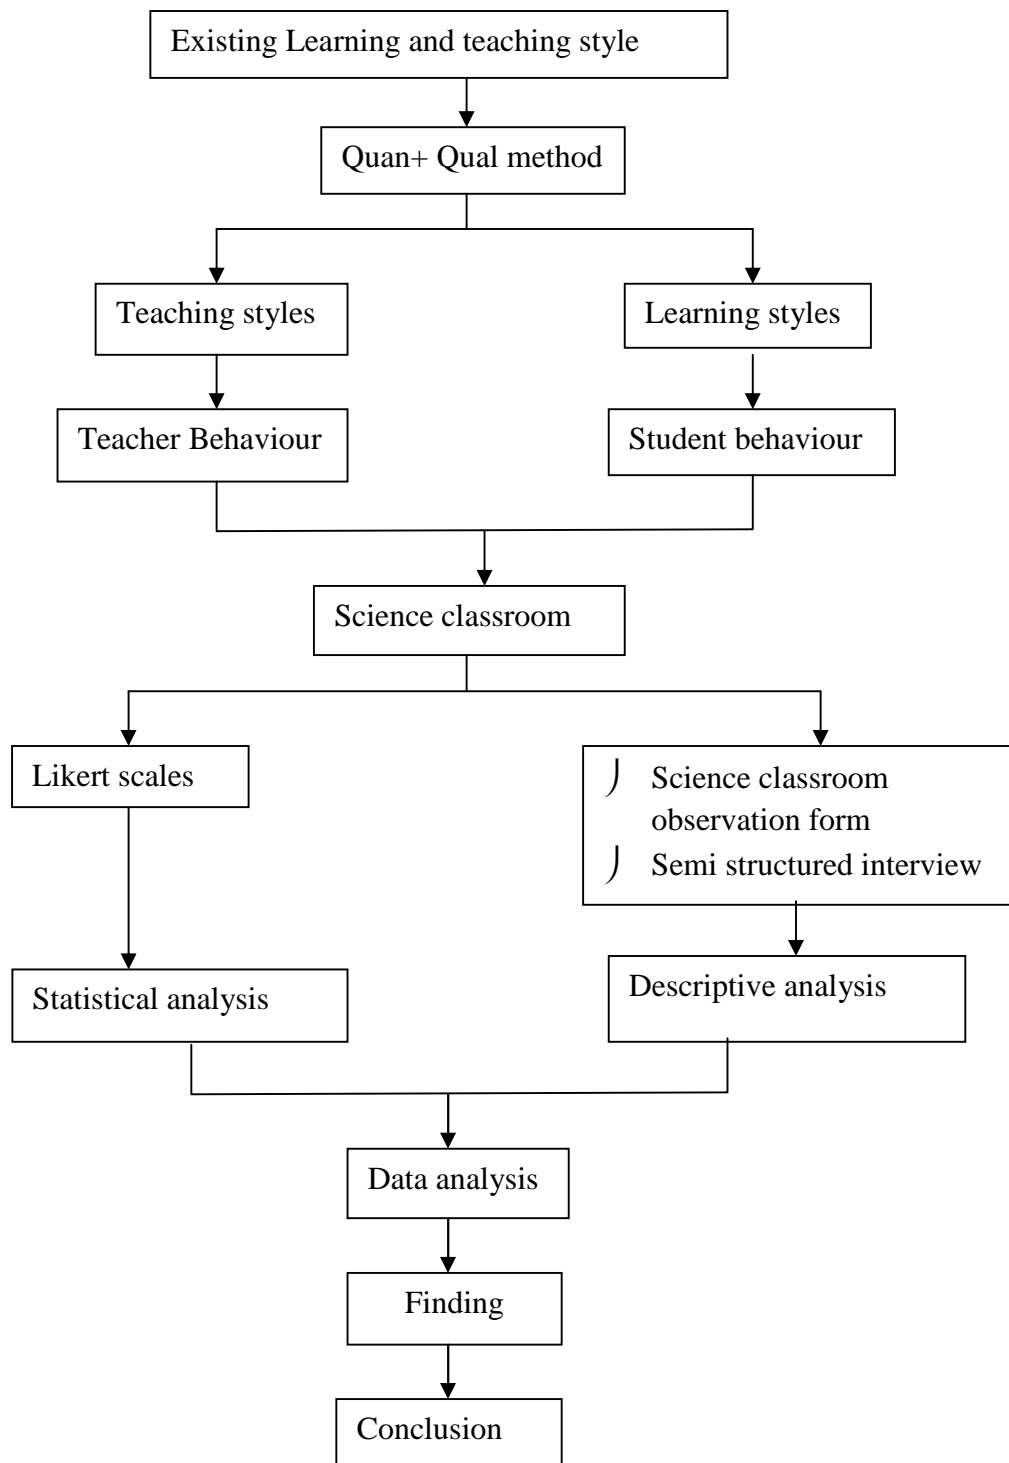 Existing Learning and teaching style
Quan+ Qual method
Teaching styles
Learning styles
Teacher Behaviour
Student behaviour
Science classroom
Likert scales
Science classroom
observation form
Semi structured interview
Statistical analysis
Descriptive analysis
Data analysis
Finding
Conclusion